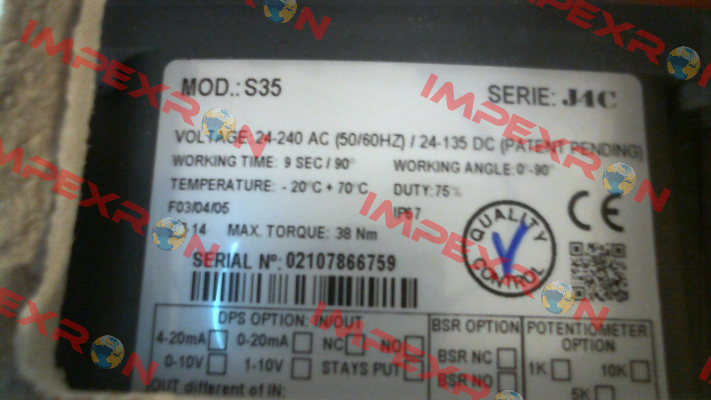 MOD.: S35
SERIE: J4C
VOLTAGE 24-240 AC (50/60HZ) / 24-135 DC (PATENT PENDING)
WORKING TIME: 9 SEC / 90° WORKING ANGLE: 0°-90°
TEMPERATURE: - 20°C + 70°C DUTY: 75%
F03/04/05 IP67
14 MAX. TORQUE: 38 Nm
QUALITY CONTROL
V
CE
SERIAL Nº: 02107866759
DPS OPTION: IN/OUT
4-20mA 0-20mA NC NO
0-10V 1-10V STAYS PUT
OUT different of IN:
BSR OPTION
BSR NC
BSR NO
POTENTIOMETER OPTION
1K 10K
5K
IMPEXRON
IMPEXRON
IMPEXRON
IMPEXRON
IMPEXRON